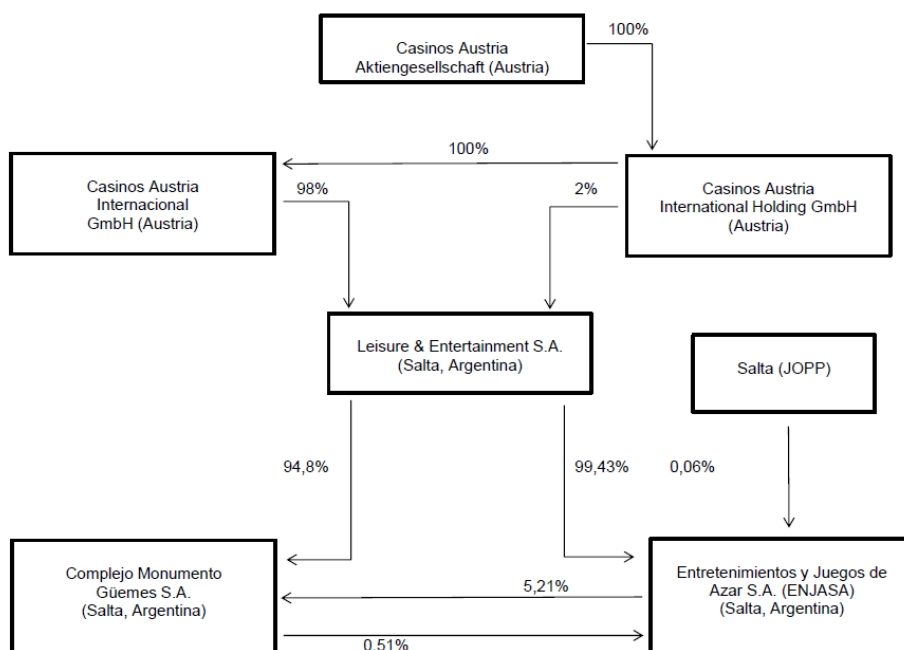 100%
Casinos Austria
Aktiengesellschaft (Austria)
100%
Casinos Austria
Internacional
GmbH (Austria)
98%
2%
Casinos Austria
International Holding GmbH
(Austria)
Leisure & Entertainment S.A.
(Salta, Argentina)
Salta (JOPP)
94,8%
99,43%
0,06%
Complejo Monumento
Güemes S.A.
(Salta, Argentina)
5,21%
Entretenimientos y Juegos de
Azar S.A. (ENJASA)
(Salta, Argentina)
0.51%